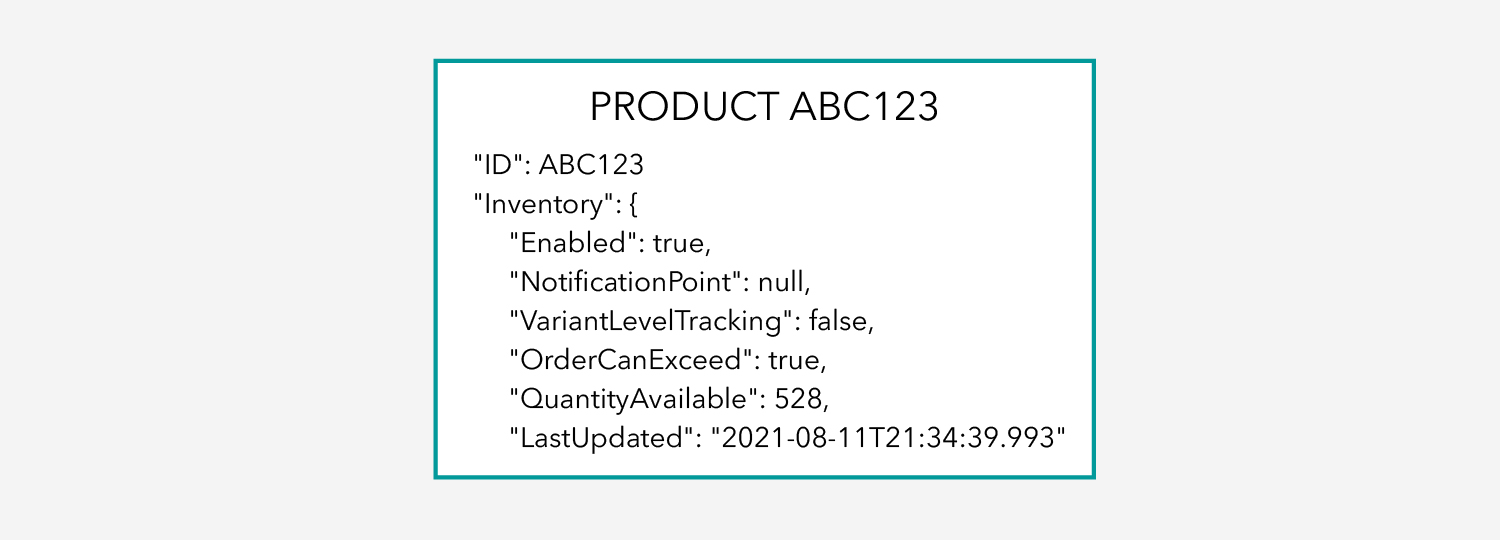 PRODUCT ABC123
"ID": ABC123
"Inventory": {
"Enabled": true,
"NotificationPoint": null,
"VariantLevelTracking": false,
"OrderCanExceed": true,
"QuantityAvailable": 528,
"LastUpdated": "2021-08-11T21:34:39.993"